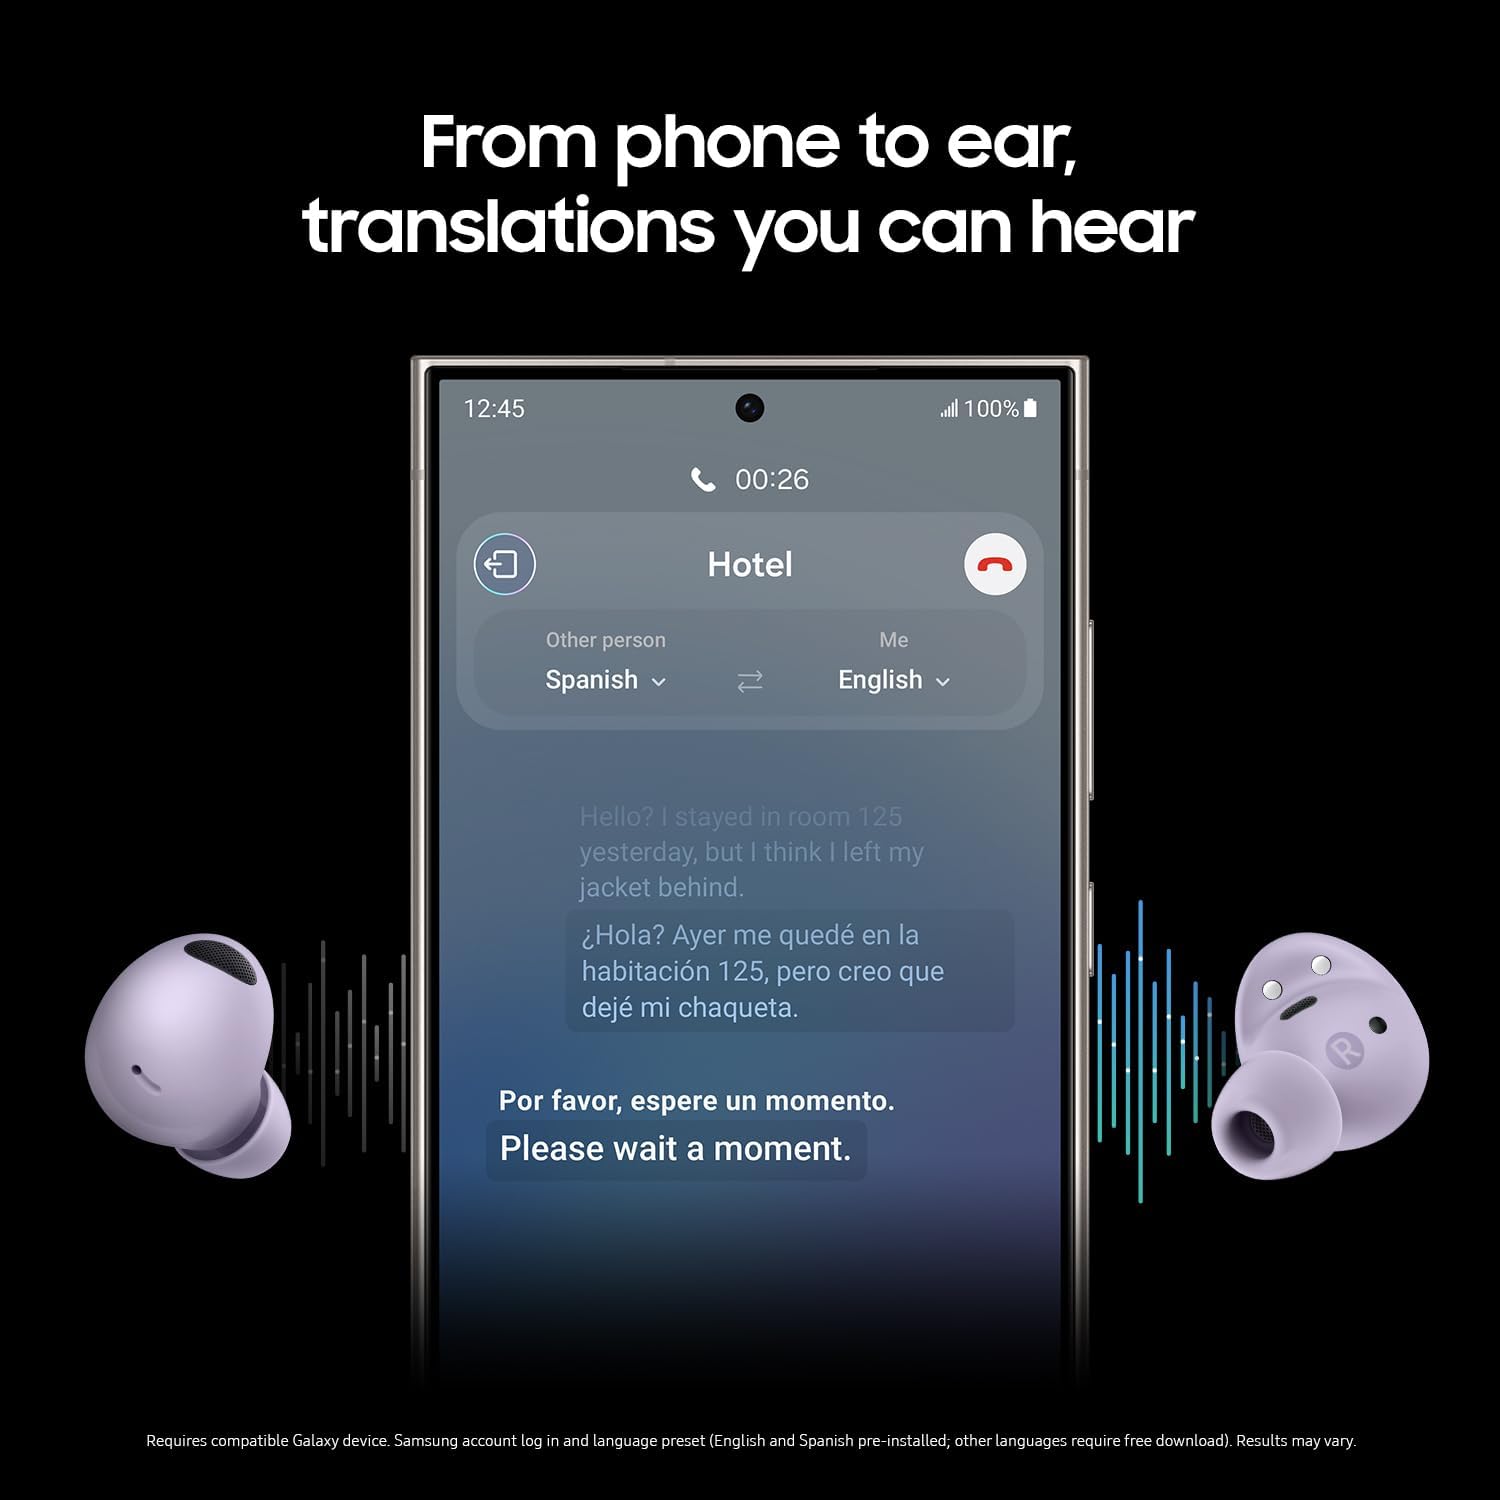 From phone to ear,
translations you can hear
12:45
100%
00:26
Hotel
Other person
Me
Spanish
English
Hello? I stayed in room 125
yesterday, but I think I left my
jacket behind.
¿Hola? Ayer me quedé en la
habitación 125, pero creo que
dejé mi chaqueta.
Por favor, espere un momento.
Please wait a moment.
R
Requires compatible Galaxy device. Samsung account log in and language preset (English and Spanish pre-installed; other languages require free download). Results may vary.